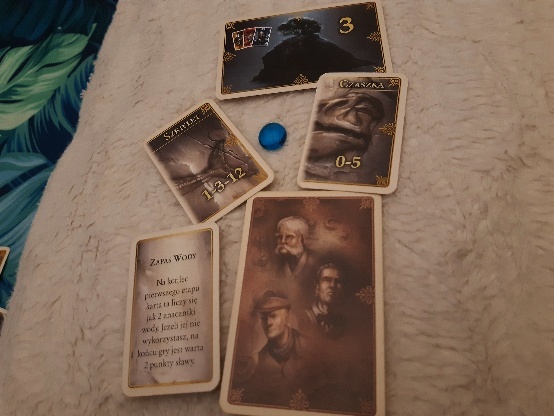 3
CZASZKA
0-5
SZKIELET
1-3-12
ZAPAS WODY
Na koniec
pierwszego etapu
karta ta liczy się
jak 2 znaczniki
wody. Jeżeli jej nie
wykorzystasz, na
końcu gry jest warta
2 punkty sławy.